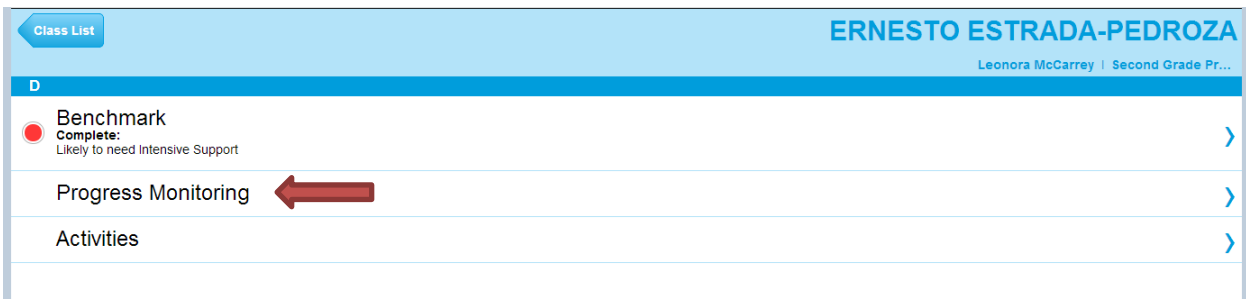 Class List
ERNESTO ESTRADA-PEDROZA
Leonora McCarrey | Second Grade Pr...
D
Benchmark
Complete:
Likely to need Intensive Support
Progress Monitoring
Activities